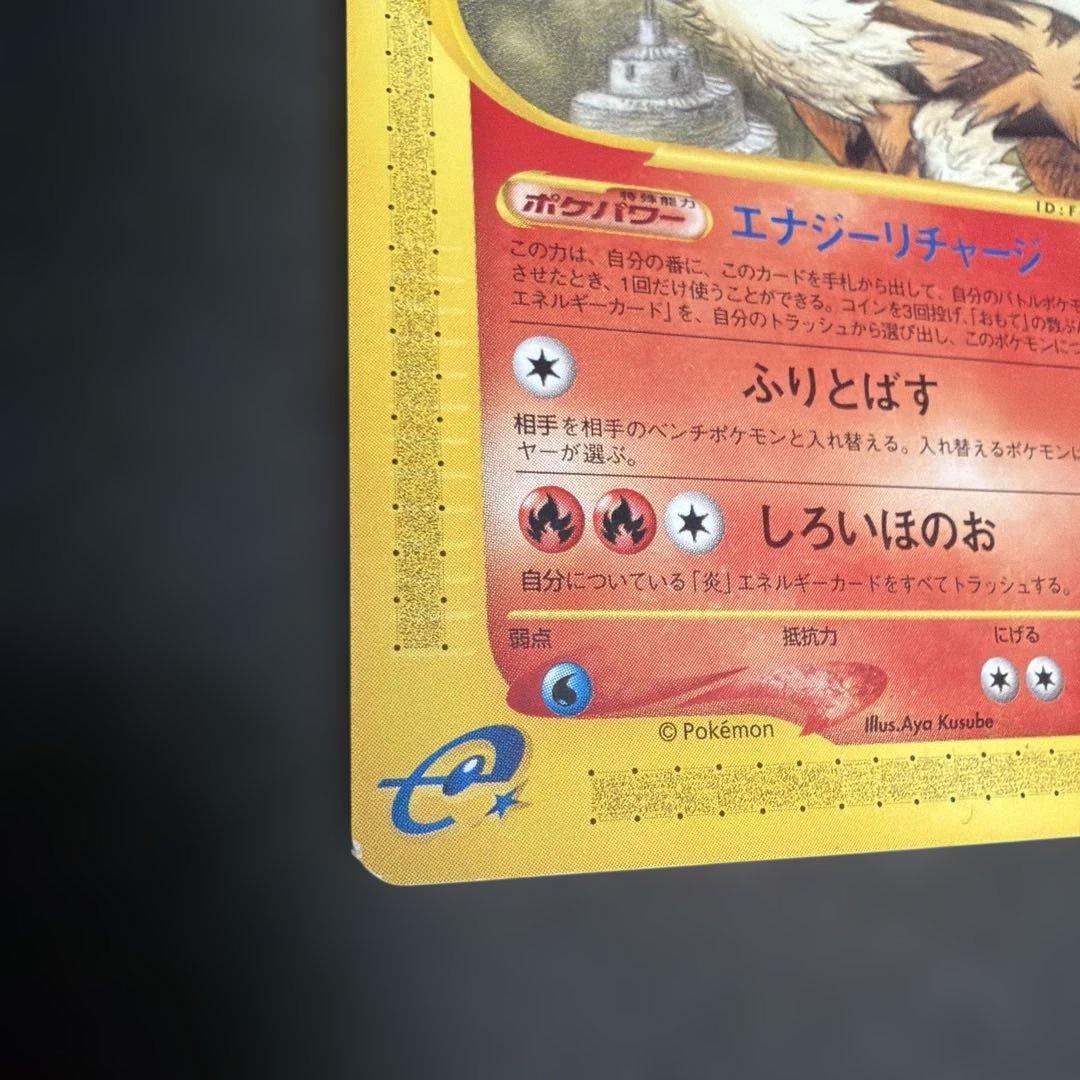 ID:F
特殊能力
ポケパワー エナジーリチャージ
この力は、自分の番に、このカードを手札から出して、自分のバトルポケモ
させたとき、1回だけ使うことができる。コインを3回投げ、「おもて」の数ぶん
エネルギーカード」を、自分のトラッシュから選び出し、このポケモンにつ
ふりとばす
相手を相手のベンチポケモンと入れ替える。入れ替えるポケモンは
ヤーが選ぶ。
しろいほのお
自分についている「炎」エネルギーカードをすべてトラッシュする。
弱点 抵抗力 にげる
© Pokémon Illus.Aya Kusube
e